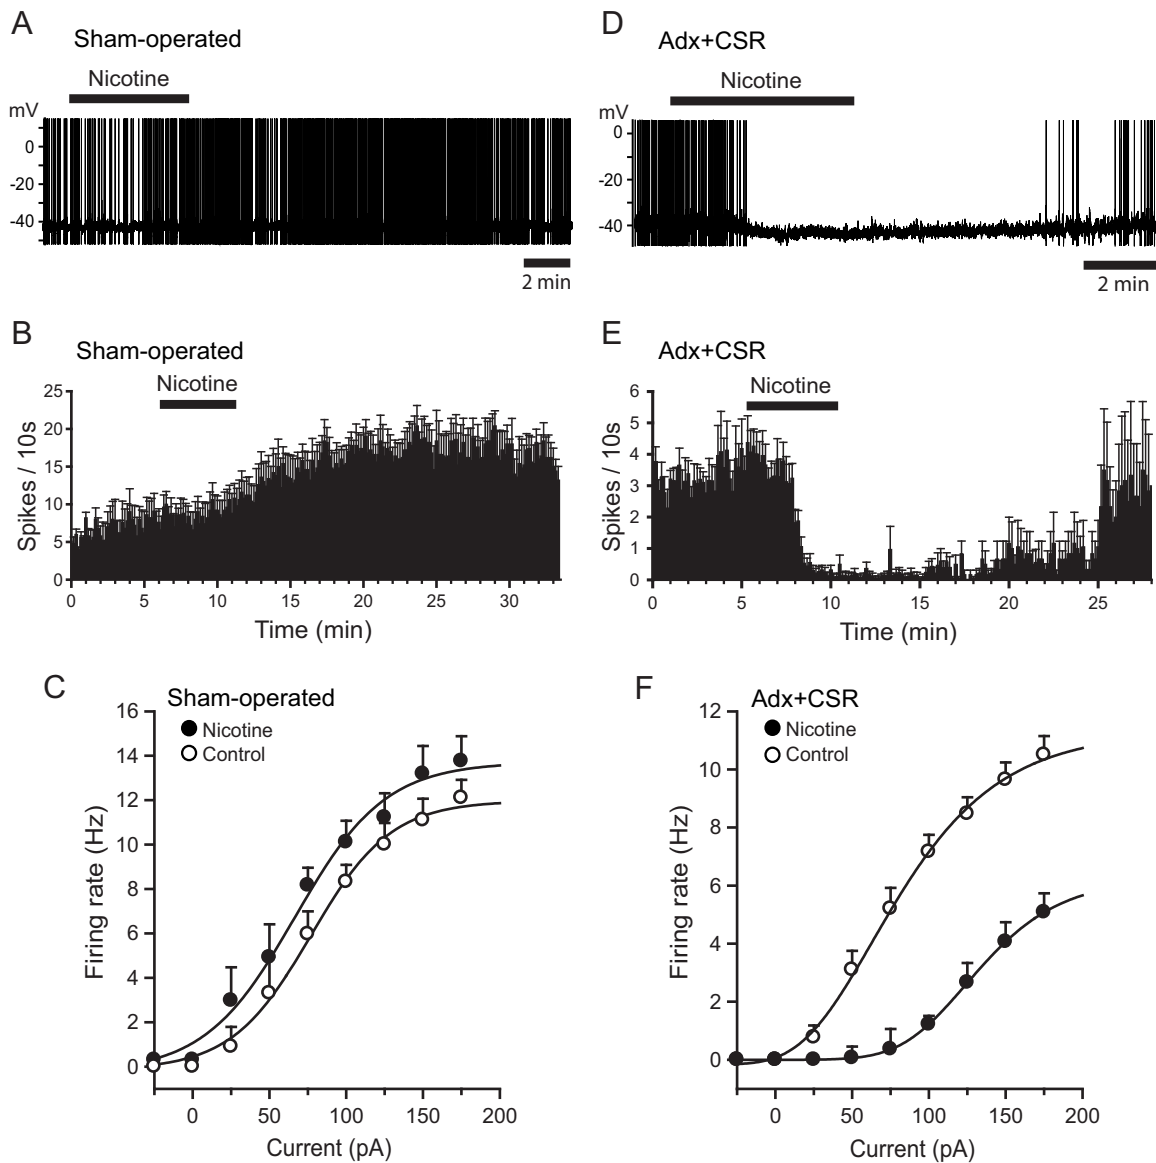 A
Sham-operated
Nicotine
mV
0
-20
-40
2 min
D
Adx+CSR
Nicotine
mV
0
-20
-40
2 min
B
Sham-operated
Nicotine
Spikes / 10s
25
20
15
10
5
0
0 5 10 15 20 25 30
Time (min)
E
Adx+CSR
Nicotine
Spikes / 10s
6
5
4
3
2
1
0
0 5 10 15 20 25
Time (min)
C
Sham-operated
Nicotine
Control
Firing rate (Hz)
16
14
12
10
8
6
4
2
0
0 50 100 150 200
Current (pA)
F
Adx+CSR
Nicotine
Control
Firing rate (Hz)
12
10
8
6
4
2
0
0 50 100 150 200
Current (pA)